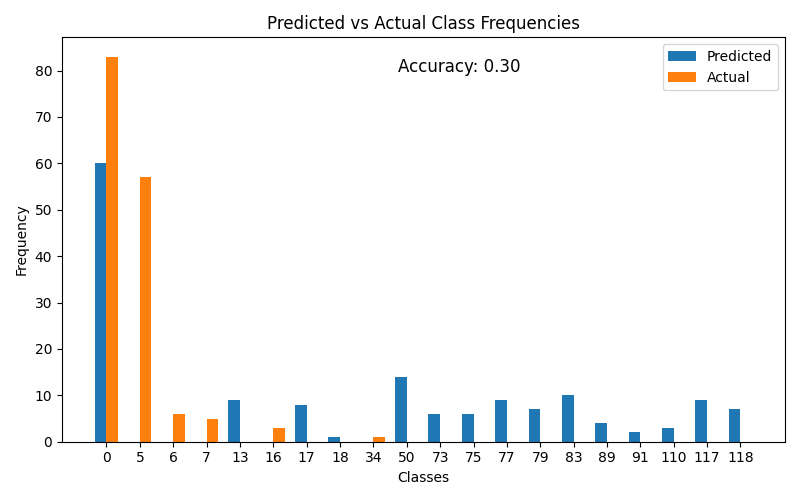 Predicted vs Actual Class Frequencies
Accuracy: 0.30
Predicted
Actual
Frequency
80
70
60
50
40
30
20
10
0
0 5 6 7 13 16 17 18 34 50 73 75 77 79 83 89 91 110 117 118
Classes